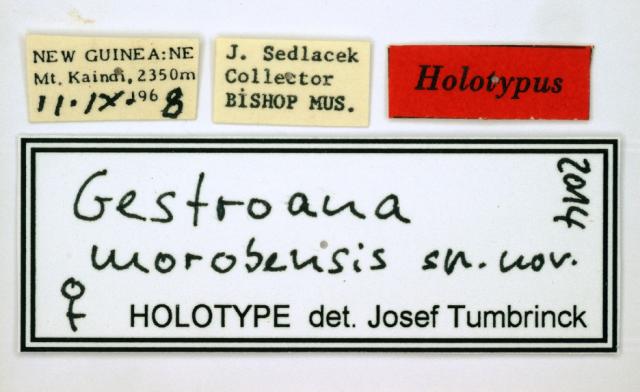 NEW GUINEA:NE
Mt. Kaindi, 2350m
11·IX.1968
J. Sedlacek
Collector
BISHOP MUS.
Holotypus
Gestroana
morobensis sp.nov.
2014
♀ HOLOTYPE det. Josef Tumbrinck